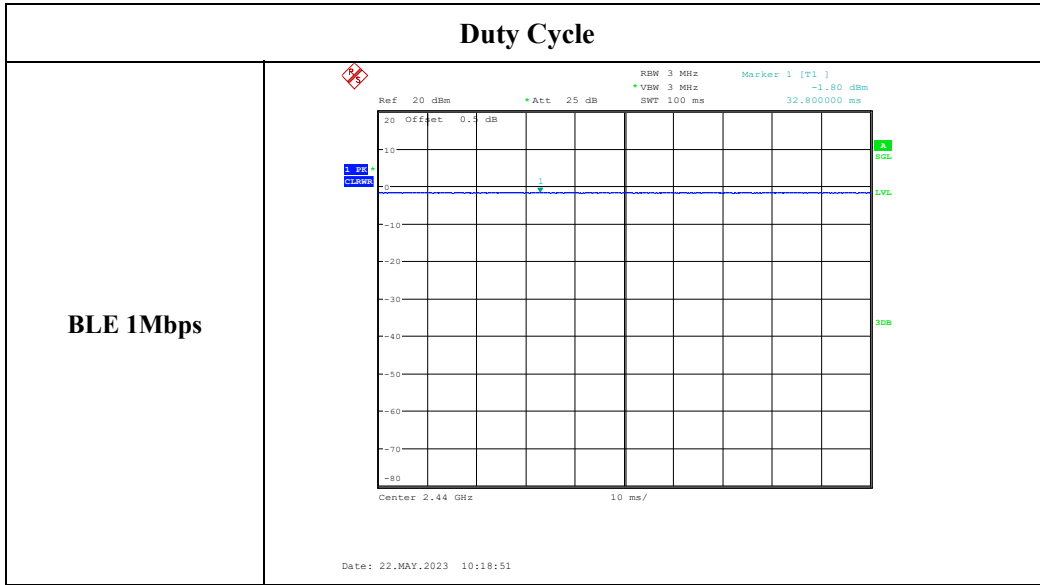 Duty Cycle
BLE 1Mbps
R S
RBW 3 MHz Marker 1 [T1 ]
* VBW 3 MHz -1.80 dBm
Ref 20 dBm * Att 25 dB SWT 100 ms 32.800000 ms
20 Offset 0.5 dB
A
10
SGL
1 PK *
CLRWR
1
0
LVL
-10
-20
-30
3DB
-40
-50
-60
-70
-80
Center 2.44 GHz 10 ms/
Date: 22.MAY.2023 10:18:51